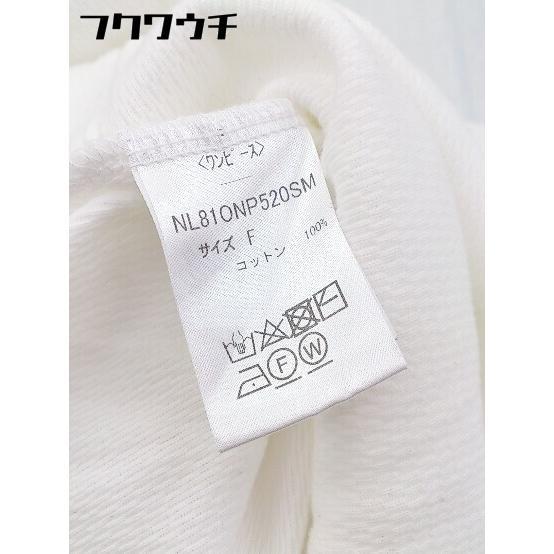 フクワウチ
〈ワンピース〉
NL81ONP520SM
サイズ F
コットン 100%
F W